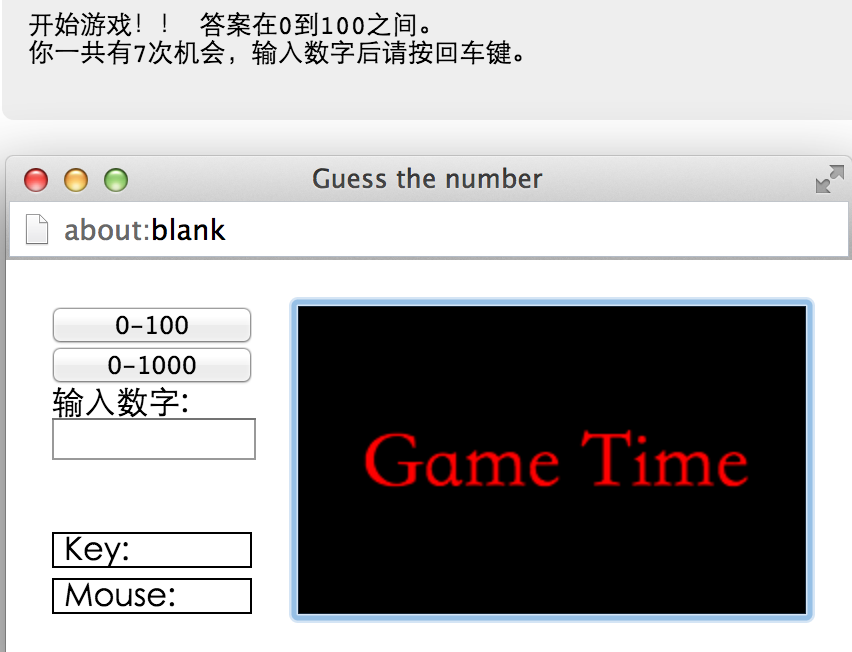 开始游戏！！ 答案在0到100之间。
你一共有7次机会，输入数字后请按回车键。
Guess the number
about:blank
0-100
0-1000
输入数字:
Game Time
Key:
Mouse: